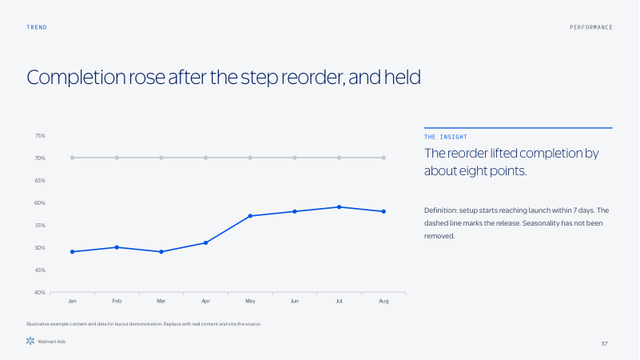 TREND
PERFORMANCE
Completion rose after the step reorder, and held
75%
70%
65%
60%
55%
50%
45%
40%
Jan Feb Mar Apr May Jun Jul Aug
THE INSIGHT
The reorder lifted completion by
about eight points.
Definition: setup starts reaching launch within 7 days. The
dashed line marks the release. Seasonality has not been
removed.
Illustrative example content and data for layout demonstration. Replace with real content and cite the source.
Walmart Ads
37